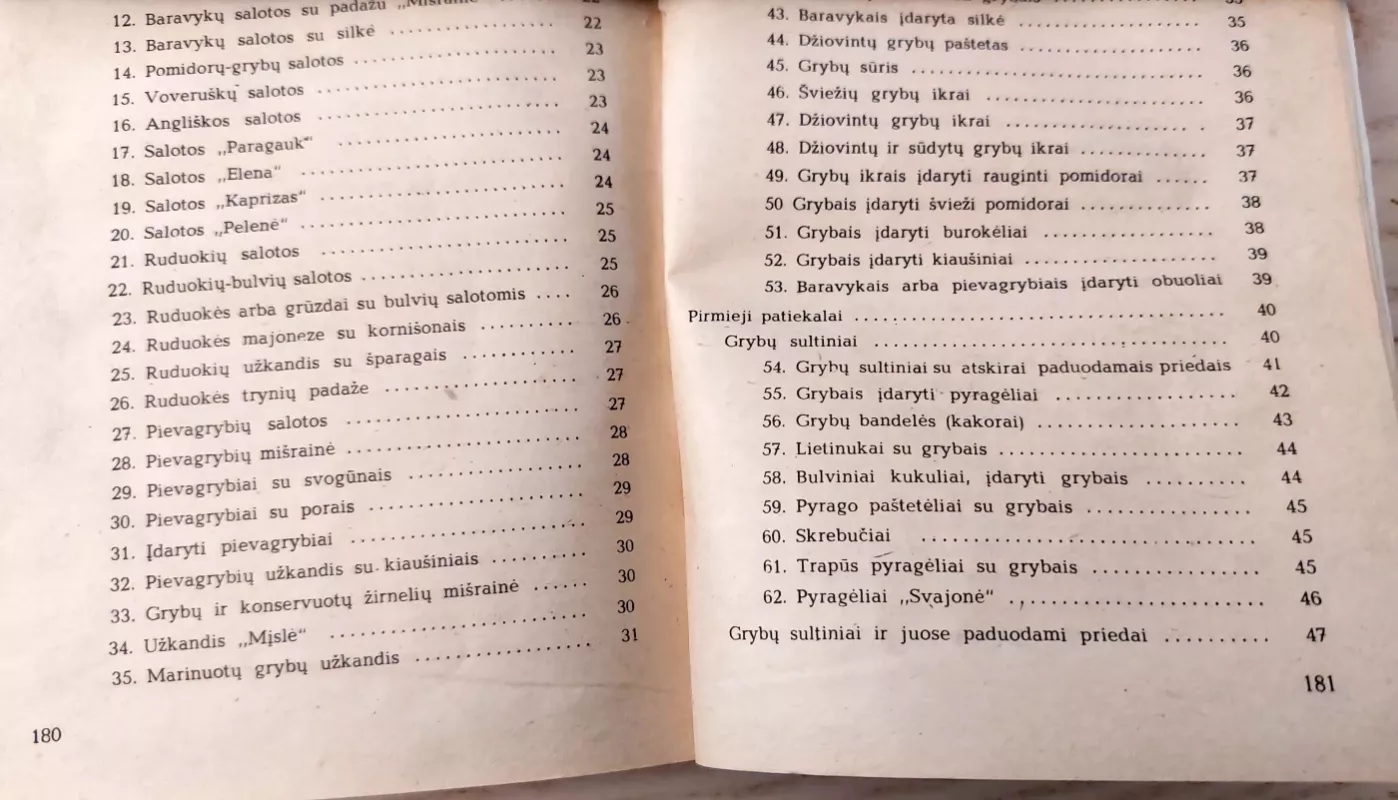 12. Baravykų salotos su padažu „Mišrainė 22
13. Baravykų salotos su silke ........... 22
14. Pomidorų-grybų salotos ........... 23
15. Voveruškų salotos ........... 23
16. Angliškos salotos ........... 23
17. Salotos „Paragauk“ ........... 24
18. Salotos „Elena“ ........... 24
19. Salotos „Kaprizas“ ........... 24
20. Salotos „Pelenė“ ........... 25
21. Ruduokių salotos ........... 25
22. Ruduokių-bulvių salotos ........... 25
23. Ruduokės arba grūzdai su bulvių salotomis .... 26
24. Ruduokės majoneze su kornišonais .......... 26
25. Ruduokių užkandis su šparagais ........... 27
26. Ruduokės trynių padaže ........... 27
27. Pievagrybių salotos ........... 27
28. Pievagrybių mišrainė ........... 28
29. Pievagrybiai su svogūnais ........... 28
30. Pievagrybiai su porais ........... 29
31. Įdaryti pievagrybiai ........... 29
32. Pievagrybių užkandis su kiaušiniais .......... 30
33. Grybų ir konservuotų žirnelių mišrainė ...... 30
34. Užkandis „Mįslė“ ........... 30
35. Marinuotų grybų užkandis ........... 31
180
43. Baravykais įdaryta silkė ........... 35
44. Džiovintų grybų paštetas ........... 36
45. Grybų sūris ........... 36
46. Šviežių grybų ikrai ........... 36
47. Džiovintų grybų ikrai ........... 37
48. Džiovintų ir sūdytų grybų ikrai ........... 37
49. Grybų ikrais įdaryti rauginti pomidorai ...... 37
50 Grybais įdaryti švieži pomidorai ........... 38
51. Grybais įdaryti burokėliai ........... 38
52. Grybais įdaryti kiaušiniai ........... 39
53. Baravykais arba pievagrybiais įdaryti obuoliai 39
Pirmieji patiekalai ........... 40
Grybų sultiniai ........... 40
54. Grybų sultiniai su atskirai paduodamais priedais 41
55. Grybais įdaryti pyragėliai ........... 42
56. Grybų bandelės (kakorai) ........... 43
57. Lietinukai su grybais ........... 44
58. Bulviniai kukuliai, įdaryti grybais .......... 44
59. Pyrago paštetėliai su grybais ........... 45
60. Skrebučiai ........... 45
61. Trapūs pyragėliai su grybais ........... 45
62. Pyragėliai „Svajonė“ ........... 46
Grybų sultiniai ir juose paduodami priedai .......... 47
181